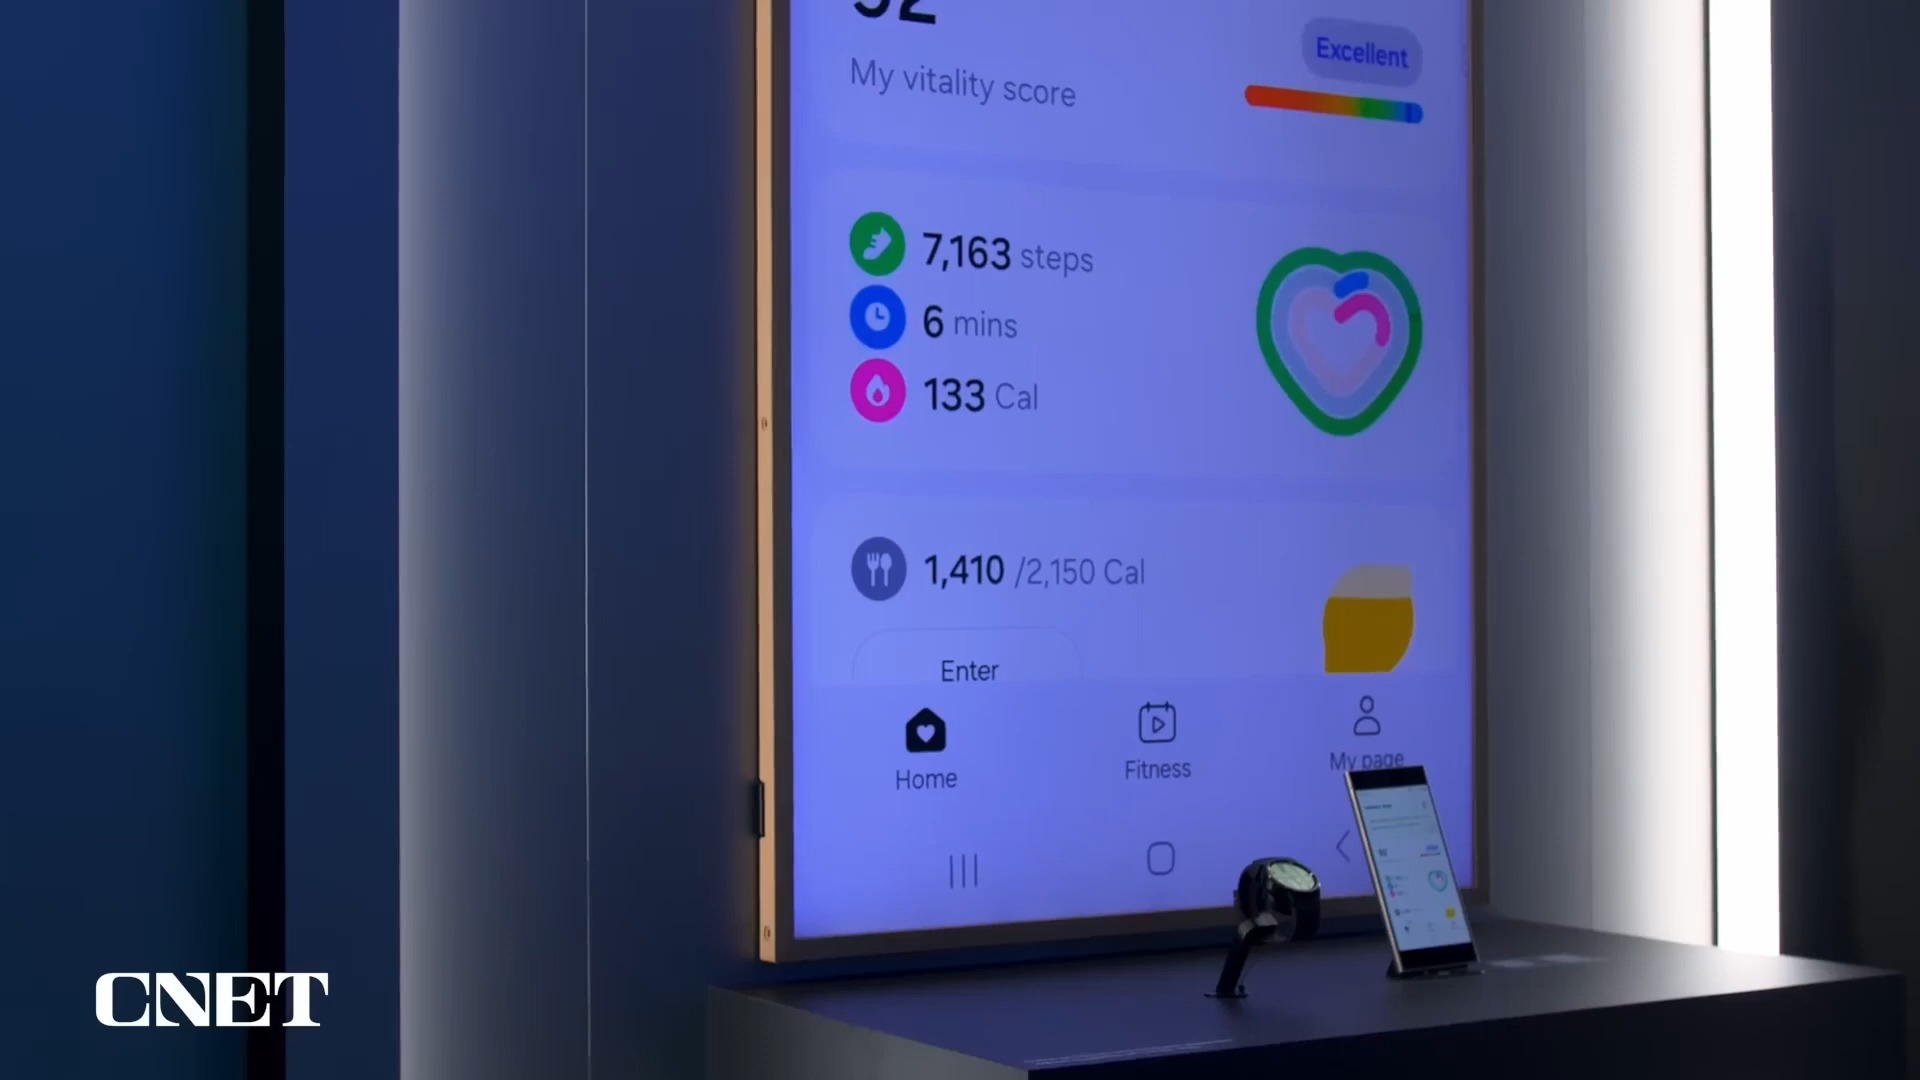 My vitality score
Excellent
7,163 steps
6 mins
133 Cal
1,410 /2,150 Cal
Enter
Home
Fitness
My page
CNET